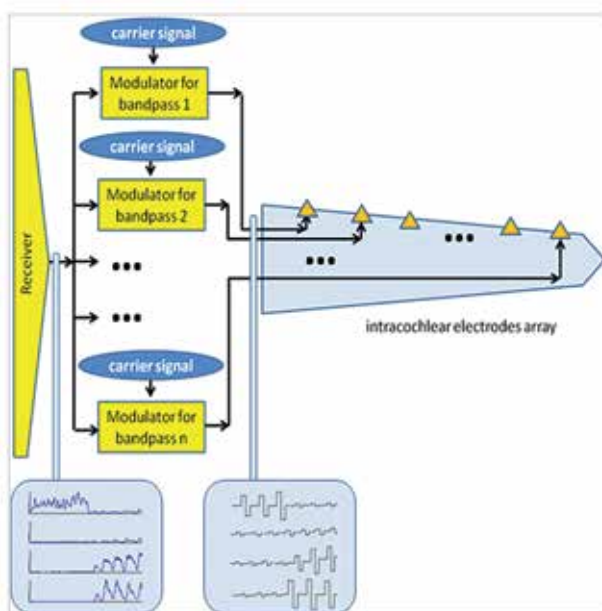 carrier signal
Modulator for
bandpass 1
carrier signal
Modulator for
bandpass 2
Receiver
intracochlear electrodes array
carrier signal
Modulator for
bandpass n